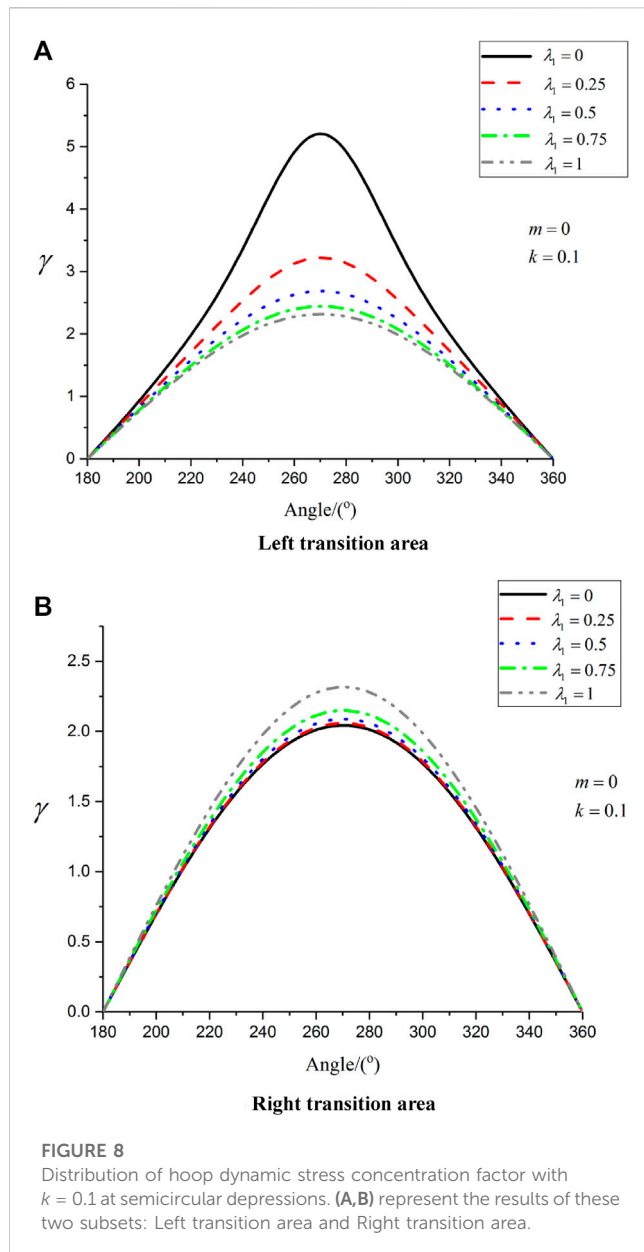 A
λ₁ = 0
λ₁ = 0.25
λ₁ = 0.5
λ₁ = 0.75
λ₁ = 1
m = 0
k = 0.1
6
5
4
3
2
1
0
γ
180 200 220 240 260 280 300 320 340 360
Angle/(°)
Left transition area
B
λ₁ = 0
λ₁ = 0.25
λ₁ = 0.5
λ₁ = 0.75
λ₁ = 1
m = 0
k = 0.1
2.5
2.0
1.5
1.0
0.5
0.0
γ
180 200 220 240 260 280 300 320 340 360
Angle/(°)
Right transition area
FIGURE 8
Distribution of hoop dynamic stress concentration factor with
k = 0.1 at semicircular depressions. (A,B) represent the results of these
two subsets: Left transition area and Right transition area.